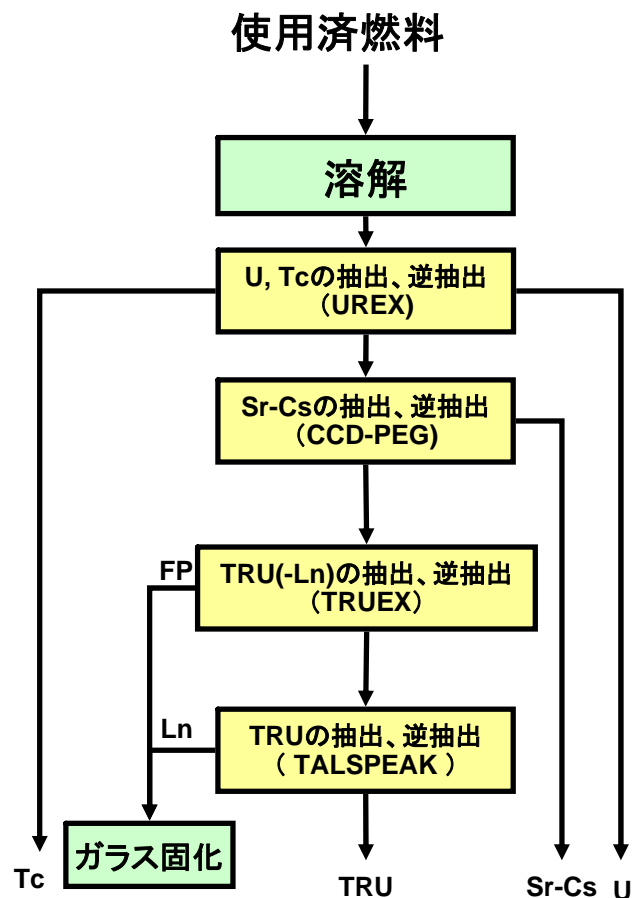 使用済燃料
溶解
U, Tcの抽出、逆抽出
（UREX)
Sr-Csの抽出、逆抽出
（CCD-PEG)
FP
TRU(-Ln)の抽出、逆抽出
（TRUEX）
Ln
TRUの抽出、逆抽出
（ TALSPEAK ）
ガラス固化
Tc
TRU
Sr-Cs
U